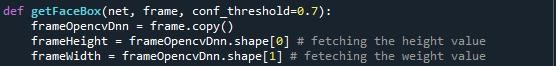 def getFaceBox(net, frame, conf_threshold=0.7):
    frameOpencvDnn = frame.copy()
    frameHeight = frameOpencvDnn.shape[0] # fetching the height value
    frameWidth = frameOpencvDnn.shape[1] # feteching the weight value